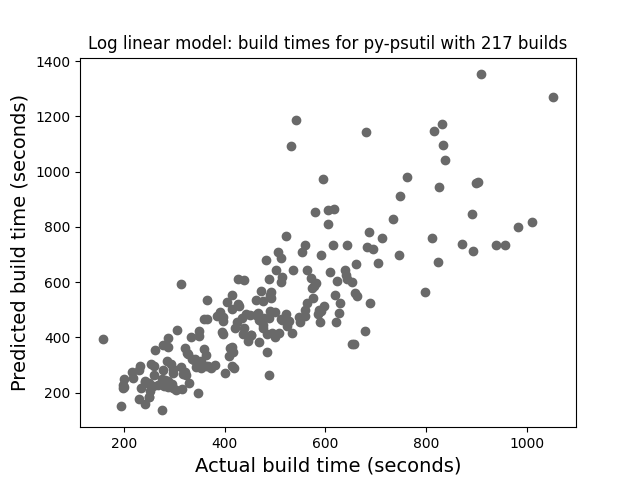 Log linear model: build times for py-psutil with 217 builds
1400
1200
1000
800
600
400
200
Predicted build time (seconds)
200 400 600 800 1000
Actual build time (seconds)